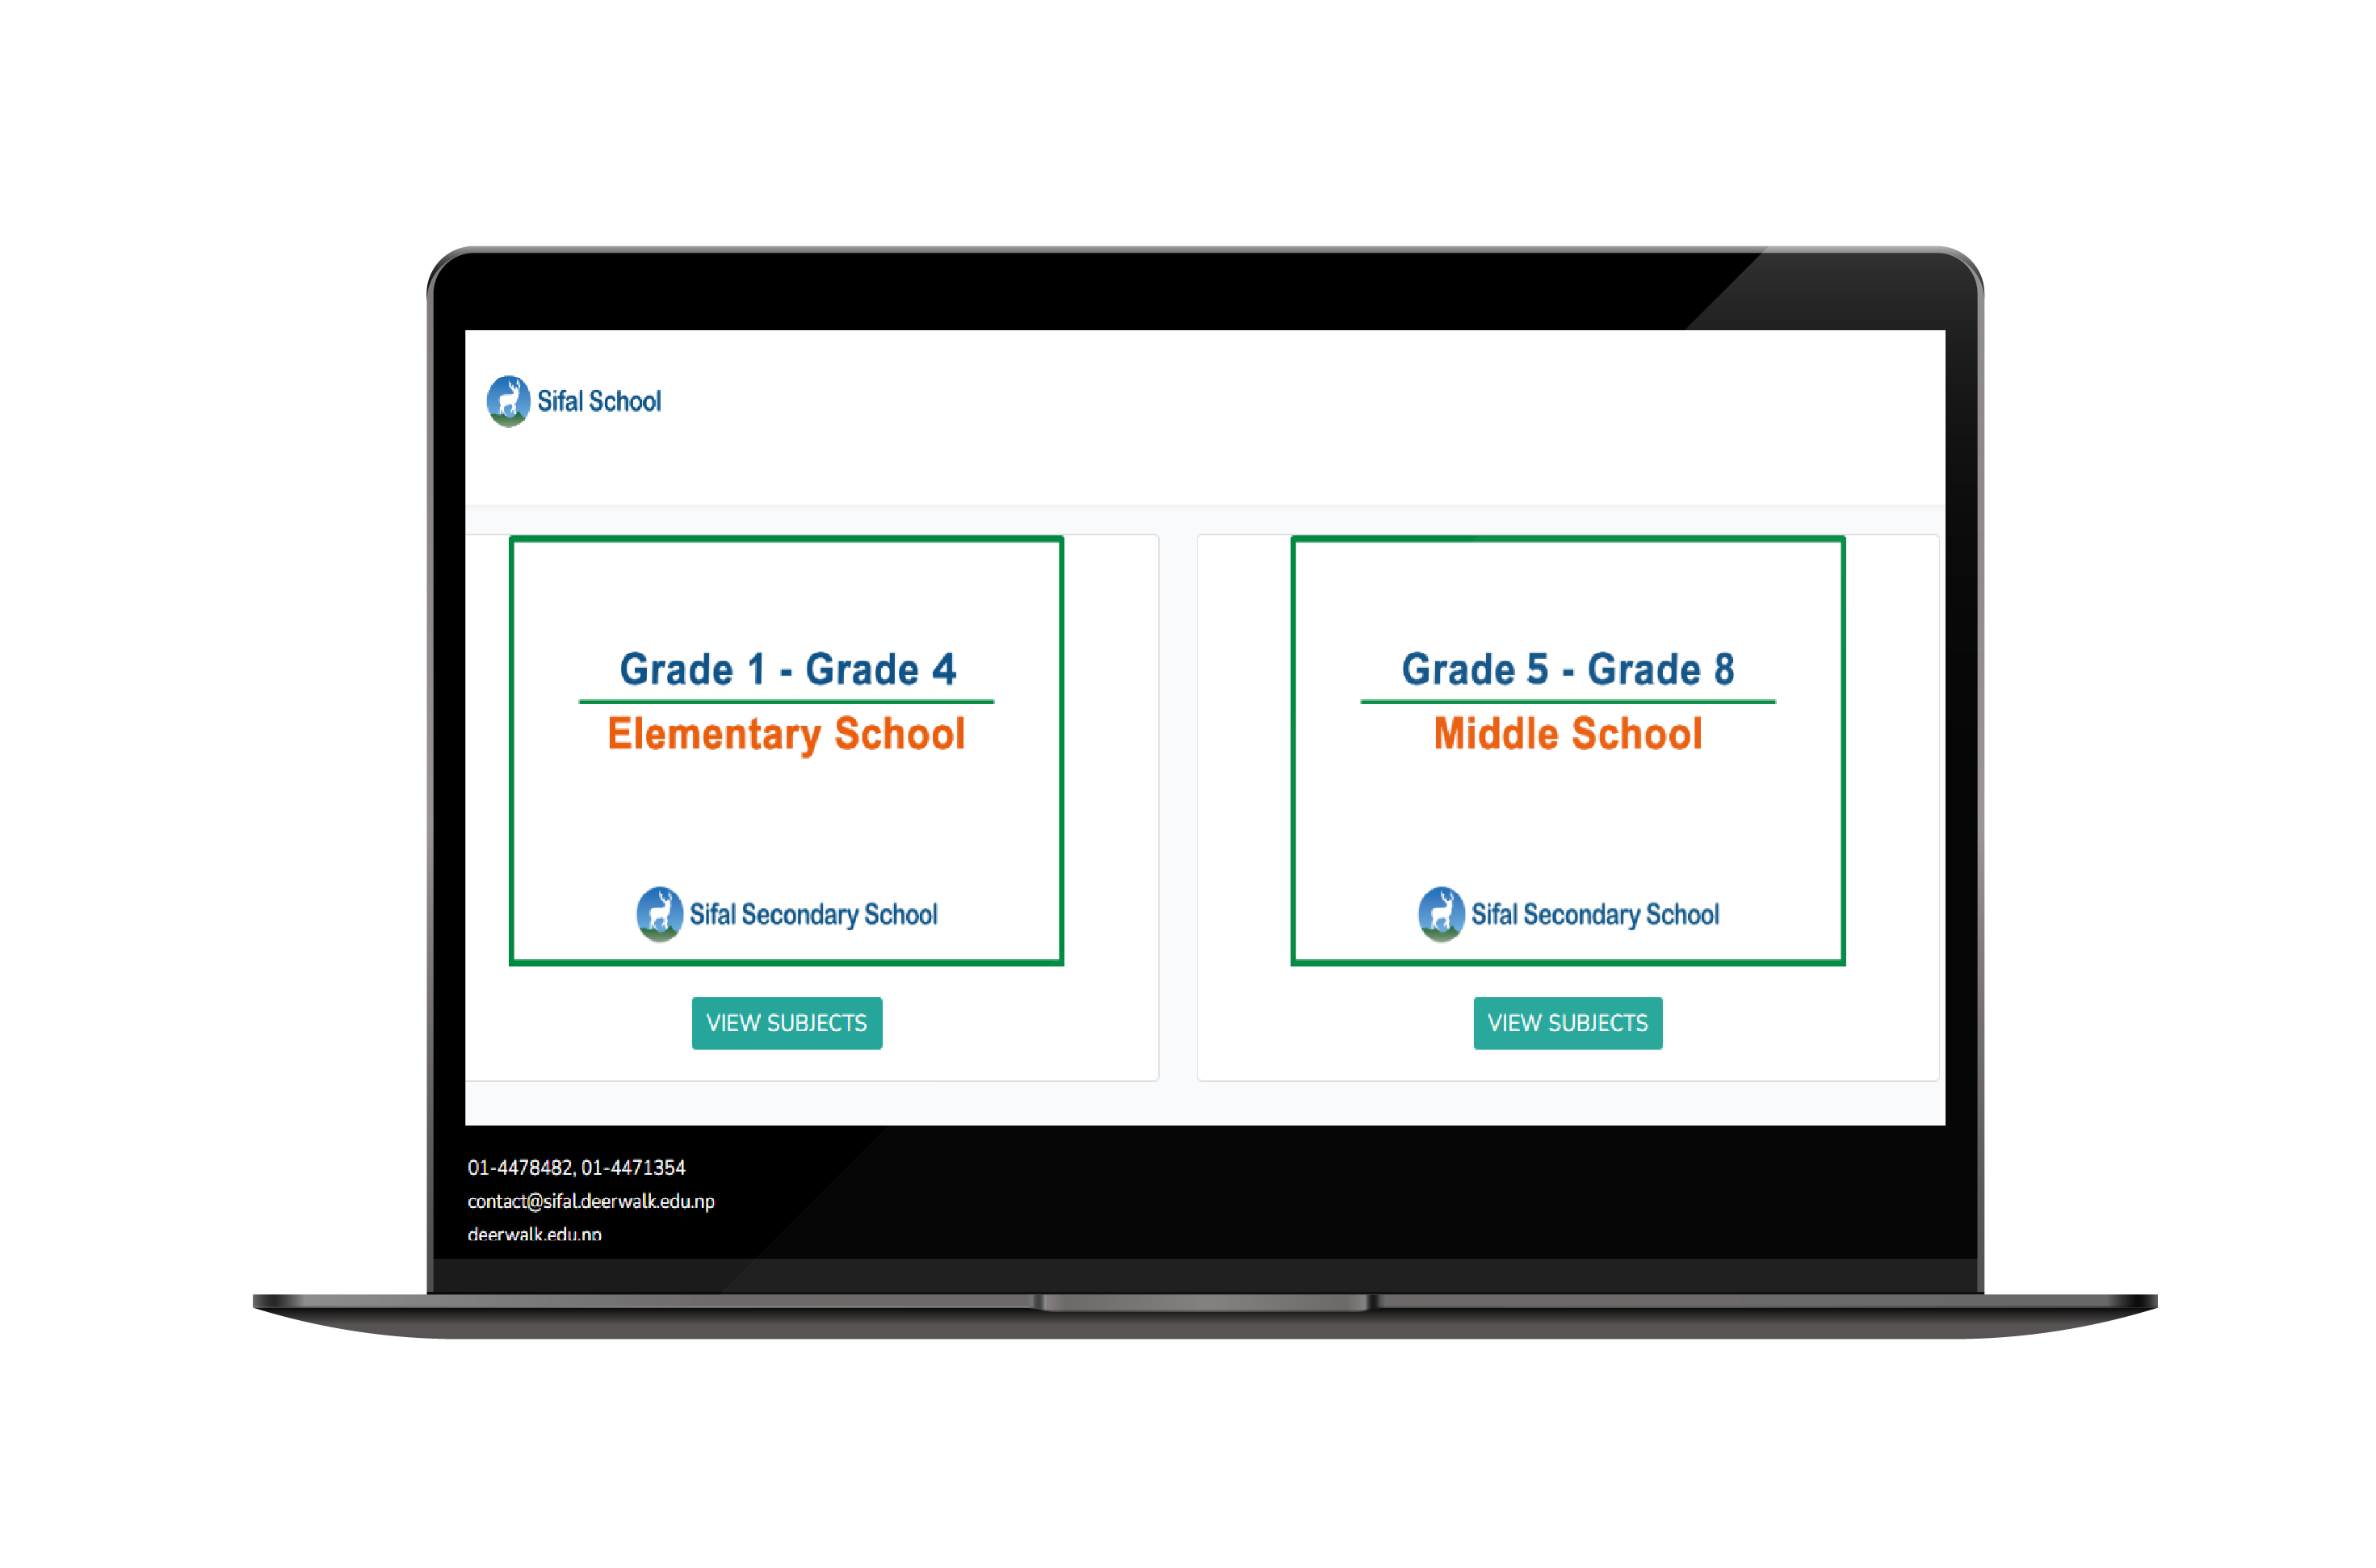 Sifal School
Grade 1 - Grade 4
Elementary School
Sifal Secondary School
VIEW SUBJECTS
Grade 5 - Grade 8
Middle School
Sifal Secondary School
VIEW SUBJECTS
01-4478482, 01-4471354
contact@sifal.deerwalk.edu.np
deerwalk.edu.np